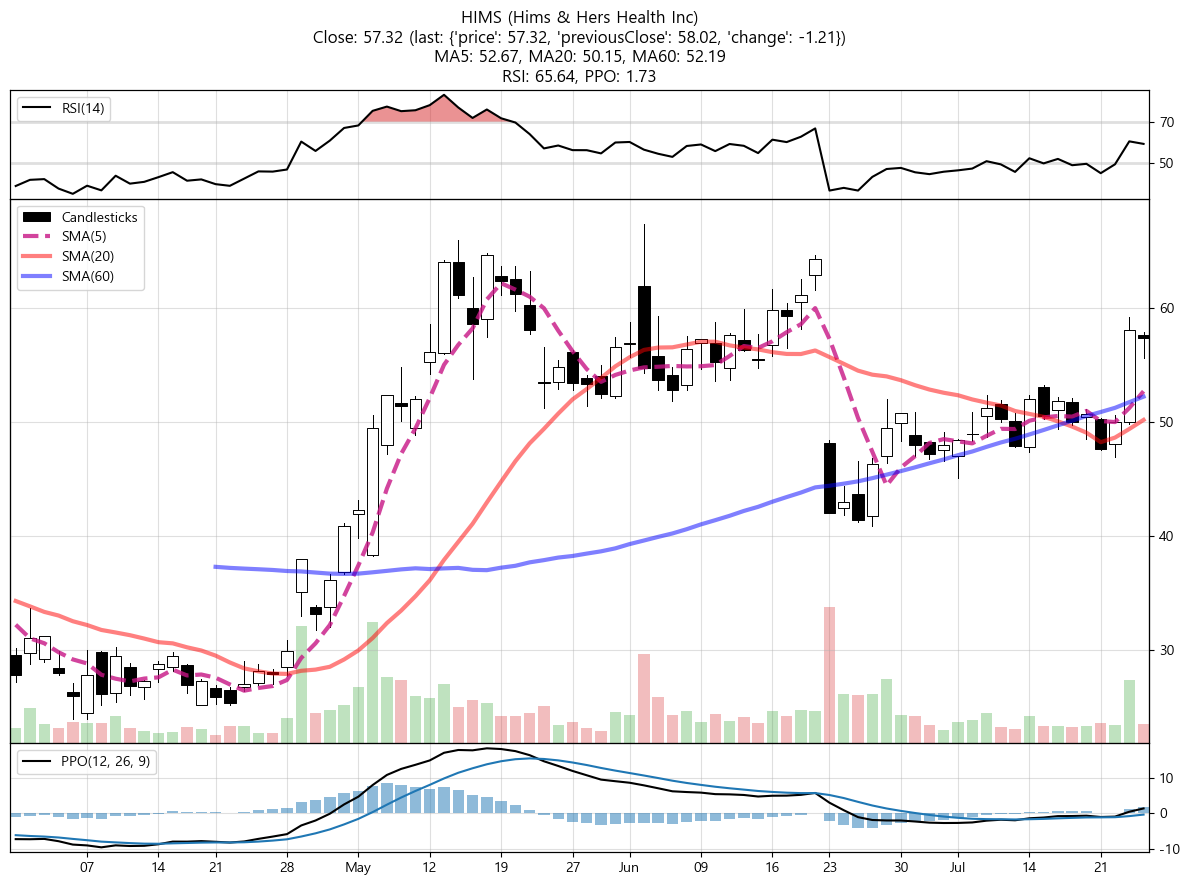 HIMS (Hims & Hers Health Inc)
Close: 57.32 (last: {'price': 57.32, 'previousClose': 58.02, 'change': -1.21})
MA5: 52.67, MA20: 50.15, MA60: 52.19
RSI: 65.64, PPO: 1.73
RSI(14)
70
50
Candlesticks
SMA(5)
SMA(20)
SMA(60)
60
50
40
30
PPO(12, 26, 9)
10
0
-10
07 14 21 28 May 12 19 27 Jun 09 16 23 30 Jul 14 21